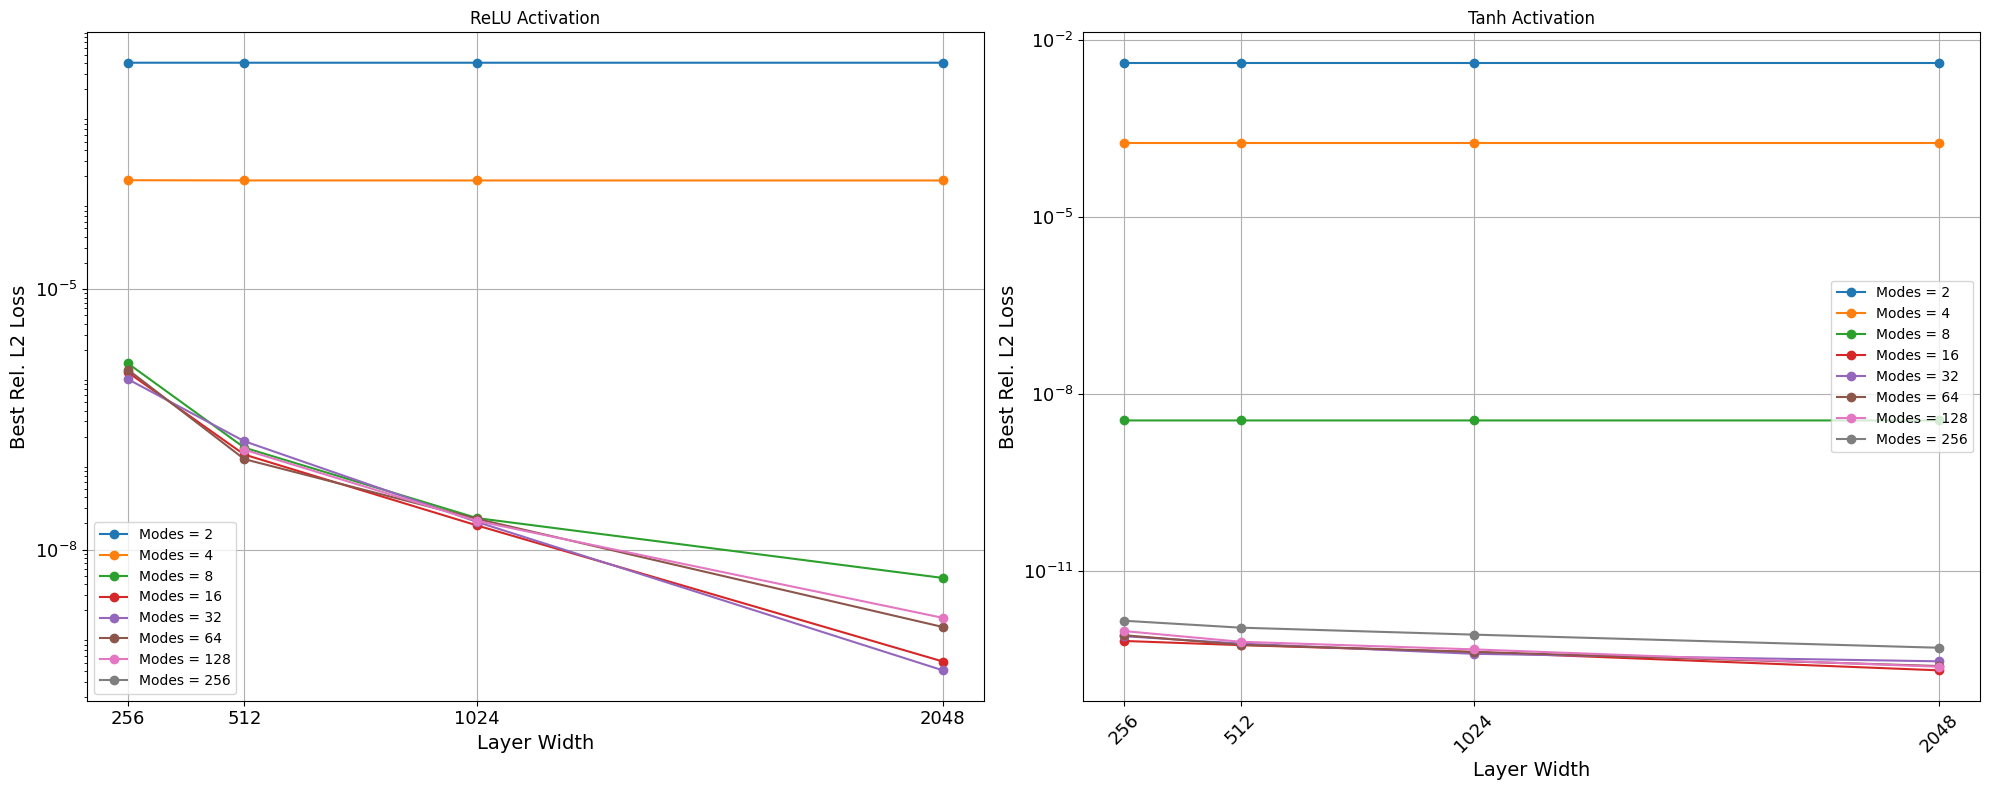 ReLU Activation
Best Rel. L2 Loss
10^-5
10^-8
Modes = 2
Modes = 4
Modes = 8
Modes = 16
Modes = 32
Modes = 64
Modes = 128
Modes = 256
256 512 1024 2048
Layer Width
Tanh Activation
Best Rel. L2 Loss
10^-2
10^-5
10^-8
10^-11
Modes = 2
Modes = 4
Modes = 8
Modes = 16
Modes = 32
Modes = 64
Modes = 128
Modes = 256
256 512 1024 2048
Layer Width